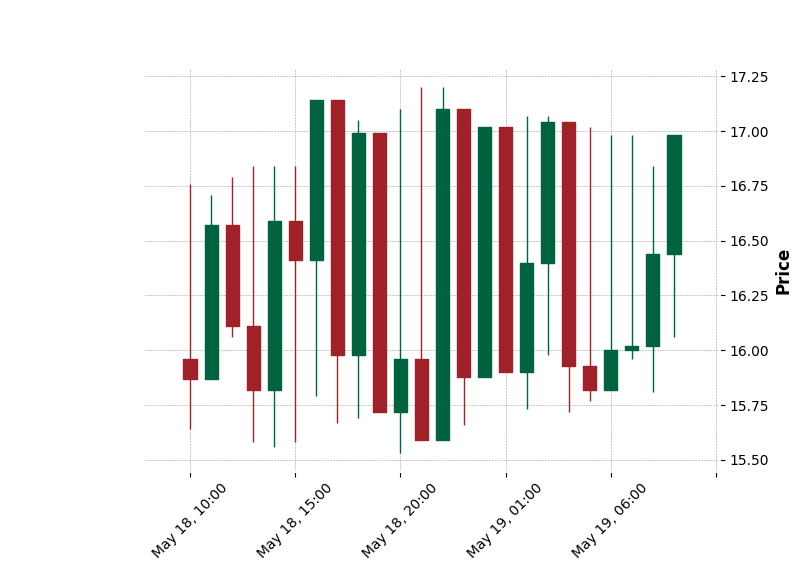 17.25
17.00
16.75
16.50
16.25
16.00
15.75
15.50
Price
May 18, 10:00
May 18, 15:00
May 18, 20:00
May 19, 01:00
May 19, 06:00